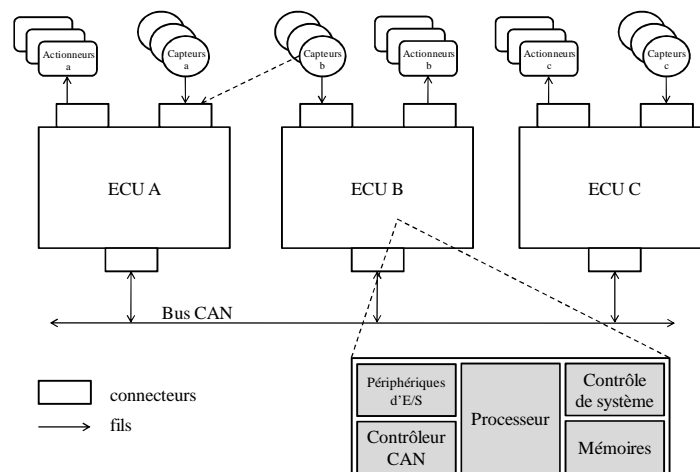 Actionneurs
a
Capteurs
a
Capteurs
b
Actionneurs
b
Actionneurs
c
Capteurs
c
ECU A
ECU B
ECU C
Bus CAN
connecteurs
fils
Périphériques
d'E/S
Contrôleur
CAN
Processeur
Contrôle
de système
Mémoires